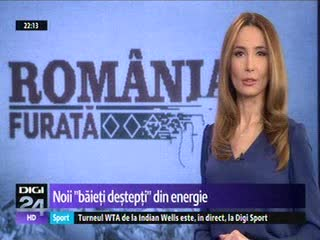 22:13
ROMÂNIA
FURATĂ
Noii "băieți deștepți" din energie
DIGI
24
HD
Sport
Turneul WTA de la Indian Wells este, în direct, la Digi Sport